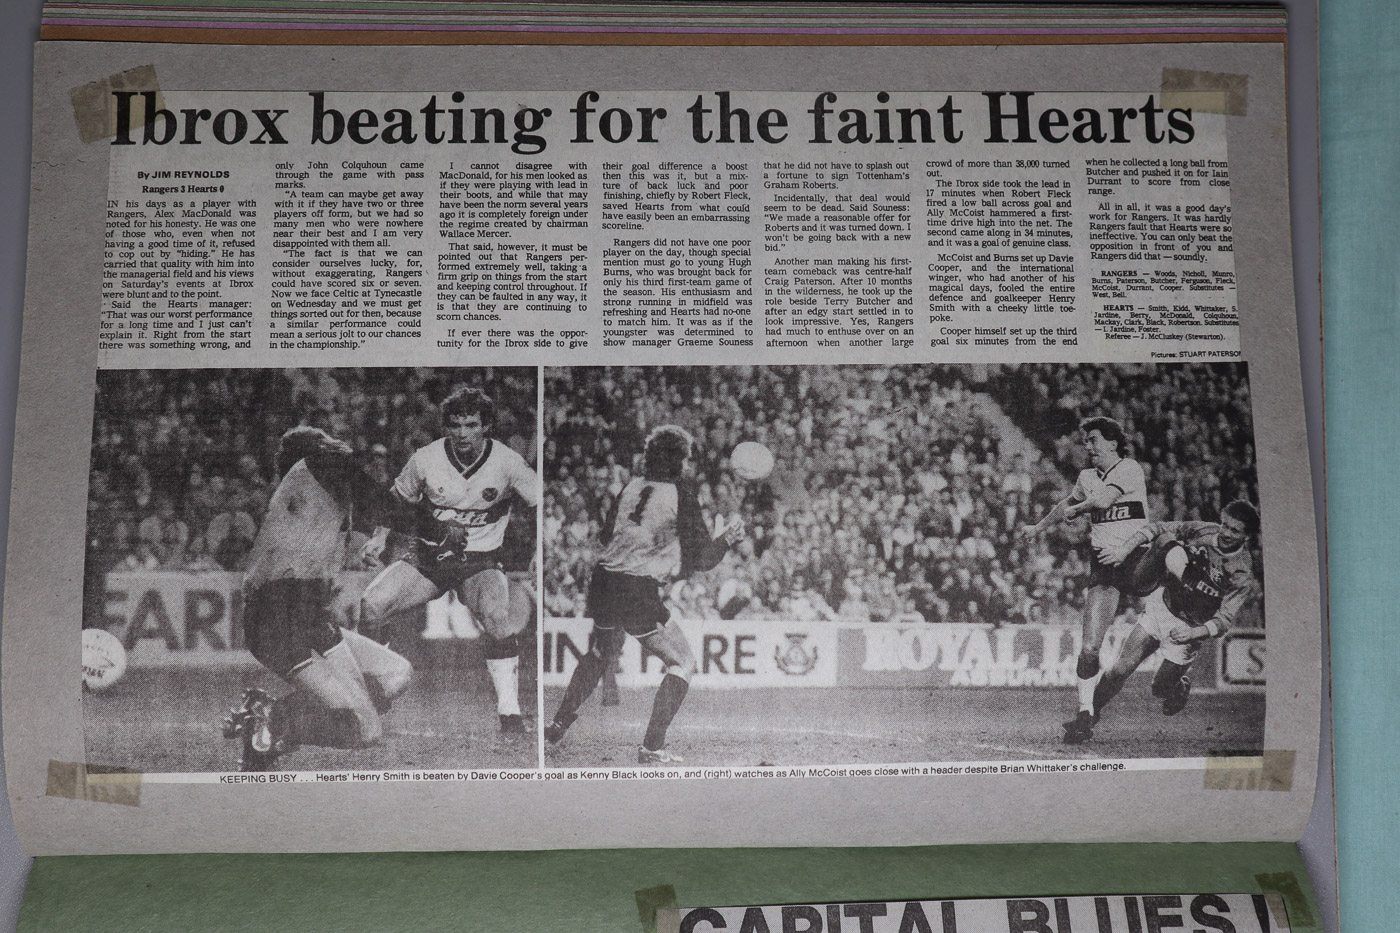 Ibrox beating for the faint Hearts
By JIM REYNOLDS
Rangers 3 Hearts 0
IN his days as a player with
Rangers, Alex MacDonald was
noted for his honesty. He was one
of those who, even when not
having a good time of it, refused
to cop out by "hiding." He has
carried that quality with him into
the managerial field and his views
on Saturday's events at Ibrox
were blunt and to the point.
Said the Hearts manager:
"That was our worst performance
for a long time and I just can't
explain it. Right from the start
there was something wrong, and
only John Colquhoun came
through the game with pass
marks.
"A team can maybe get away
with it if they have two or three
players off form, but we had so
many men who were nowhere
near their best and I am very
disappointed with them all.
"The fact is that we can
consider ourselves lucky, for,
without exaggerating, Rangers
could have scored six or seven.
Now we face Celtic at Tynecastle
on Wednesday and we must get
things sorted out for then, because
a similar performance could
mean a serious jolt to our chances
in the championship."
I cannot disagree with
MacDonald, for his men looked as
if they were playing with lead in
their boots, and while that may
have been the norm several years
ago it is completely foreign under
the regime created by chairman
Wallace Mercer.
That said, however, it must be
pointed out that Rangers per-
formed extremely well, taking a
firm grip on things from the start
and keeping control throughout. If
they can be faulted in any way, it
is that they are continuing to
scorn chances.
If ever there was the oppor-
tunity for the Ibrox side to give
their goal difference a boost
then this was it, but a mix-
ture of back luck and poor
finishing, chiefly by Robert Fleck,
saved Hearts from what could
have easily been an embarrassing
scoreline.
Rangers did not have one poor
player on the day, though special
mention must go to young Hugh
Burns, who was brought back for
only his third first-team game of
the season. His enthusiasm and
strong running in midfield was
refreshing and Hearts had no-one
to match him. It was as if the
youngster was determined to
show manager Graeme Souness
that he did not have to splash out
a fortune to sign Tottenham's
Graham Roberts.
Incidentally, that deal would
seem to be dead. Said Souness:
"We made a reasonable offer for
Roberts and it was turned down. I
won't be going back with a new
bid."
Another man making his first-
team comeback was centre-half
Craig Paterson. After 10 months
in the wilderness, he took up the
role beside Terry Butcher and
after an edgy start settled in to
look impressive. Yes, Rangers
had much to enthuse over on an
afternoon when another large
crowd of more than 38,000 turned
out.
The Ibrox side took the lead in
17 minutes when Robert Fleck
fired a low ball across goal and
Ally McCoist hammered a first-
time drive high into the net. The
second came along in 34 minutes,
and it was a goal of genuine class.
McCoist and Burns set up Davie
Cooper, and the international
winger, who had another of his
magical days, fooled the entire
defence and goalkeeper Henry
Smith with a cheeky little toe-
poke.
Cooper himself set up the third
goal six minutes from the end
when he collected a long ball from
Butcher and pushed it on for Iain
Durrant to score from close
range.
All in all, it was a good day's
work for Rangers. It was hardly
Rangers fault that Hearts were so
ineffective. You can only beat the
opposition in front of you and
Rangers did that — soundly.
RANGERS — Woods, Nicholl, Munro,
Burns, Paterson, Butcher, Ferguson, Fleck,
McCoist, Durrant, Cooper. Substitutes —
West, Bell.
HEARTS — Smith, Kidd, Whittaker, S.
Jardine, Berry, McDonald, Colquhoun,
Mackay, Clark, Black, Robertson. Substitutes
— I. Jardine, Foster.
Referee — J. McCluskey (Stewarton).
Pictures: STUART PATERSO
FARE
1
FARE
ROYAL
S
KEEPING BUSY . . . Hearts' Henry Smith is beaten by Davie Cooper's goal as Kenny Black looks on, and (right) watches as Ally McCoist goes close with a header despite Brian Whittaker's challenge.
CAPITAL BLUES !